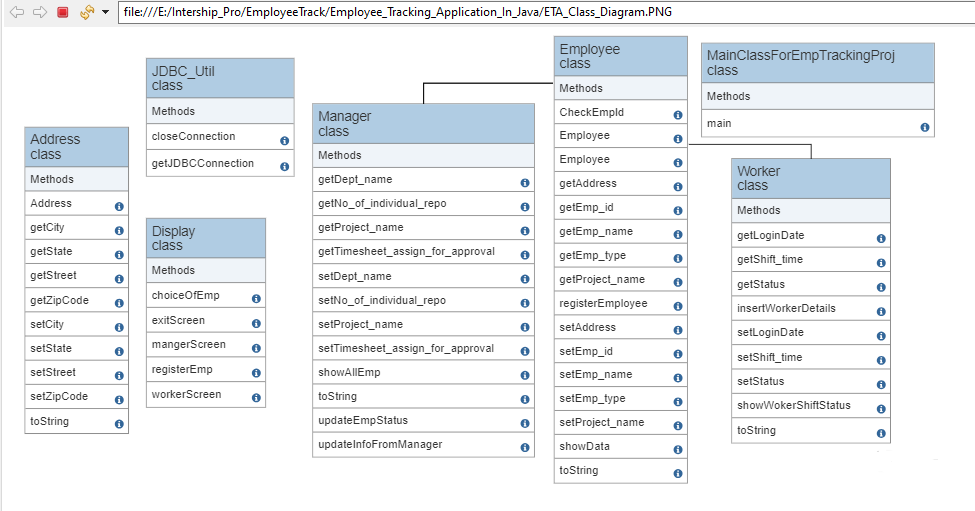 file:///E:/Intership_Pro/EmployeeTrack/Employee_Tracking_Application_In_Java/ETA_Class_Diagram.PNG
Address
class
Methods
Address
getCity
getState
getStreet
getZipCode
setCity
setState
setStreet
setZipCode
toString
JDBC_Util
class
Methods
closeConnection
getJDBCConnection
Display
class
Methods
choiceOfEmp
exitScreen
mangerScreen
registerEmp
workerScreen
Manager
class
Methods
getDept_name
getNo_of_individual_repo
getProject_name
getTimesheet_assign_for_approval
setDept_name
setNo_of_individual_repo
setProject_name
setTimesheet_assign_for_approval
showAllEmp
toString
updateEmpStatus
updateInfoFromManager
Employee
class
Methods
CheckEmpId
Employee
Employee
getAddress
getEmp_id
getEmp_name
getEmp_type
getProject_name
registerEmployee
setAddress
setEmp_id
setEmp_name
setEmp_type
setProject_name
showData
toString
MainClassForEmpTrackingProj
class
Methods
main
Worker
class
Methods
getLoginDate
getShift_time
getStatus
insertWorkerDetails
setLoginDate
setShift_time
setStatus
showWokerShiftStatus
toString